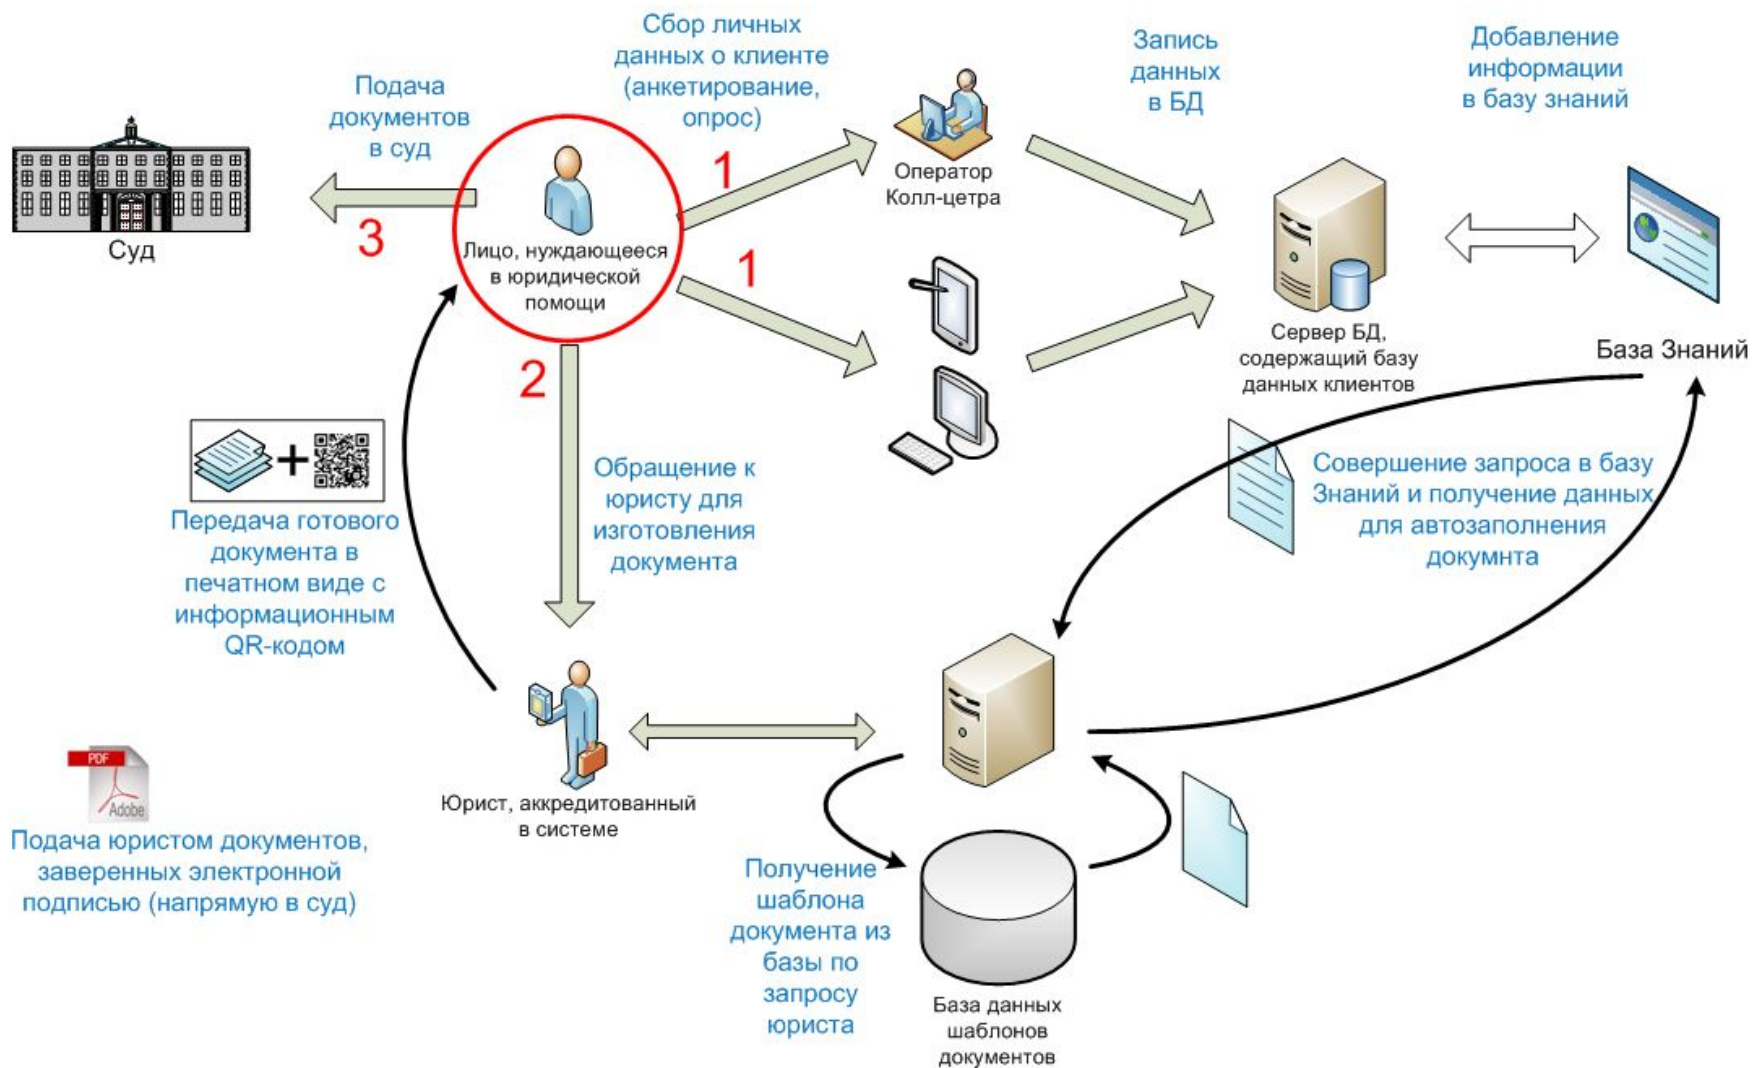 Сбор личных
данных о клиенте
(анкетирование,
опрос)
Запись
данных
в БД
Добавление
информации
в базу знаний
Подача
документов
в суд
1
Оператор
Колл-цетра
Суд
3
Лицо, нуждающееся
в юридической
помощи
1
2
Сервер БД,
содержащий базу
данных клиентов
База Знаний
Передача готового
документа в
печатном виде с
информационным
QR-кодом
+
Обращение к
юристу для
изготовления
документа
Совершение запроса в базу
Знаний и получение данных
для автозаполнения
докумнта
PDF
Adobe
Подача юристом документов,
заверенных электронной
подписью (напрямую в суд)
Юрист, аккредитованный
в системе
Получение
шаблона
документа из
базы по
запросу
юриста
База данных
шаблонов
документов